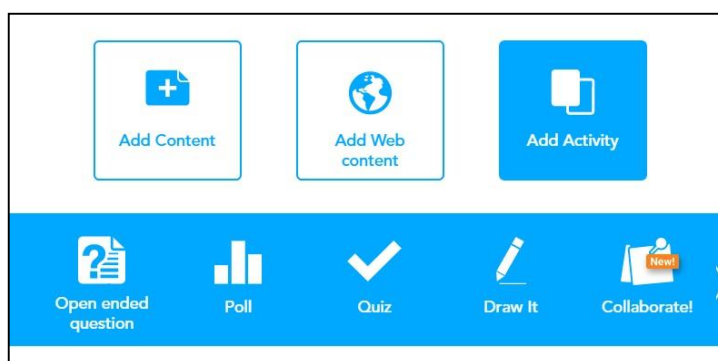 Add Content
Add Web
content
Add Activity
New!
Open ended
question
Poll
Quiz
Draw It
Collaborate!